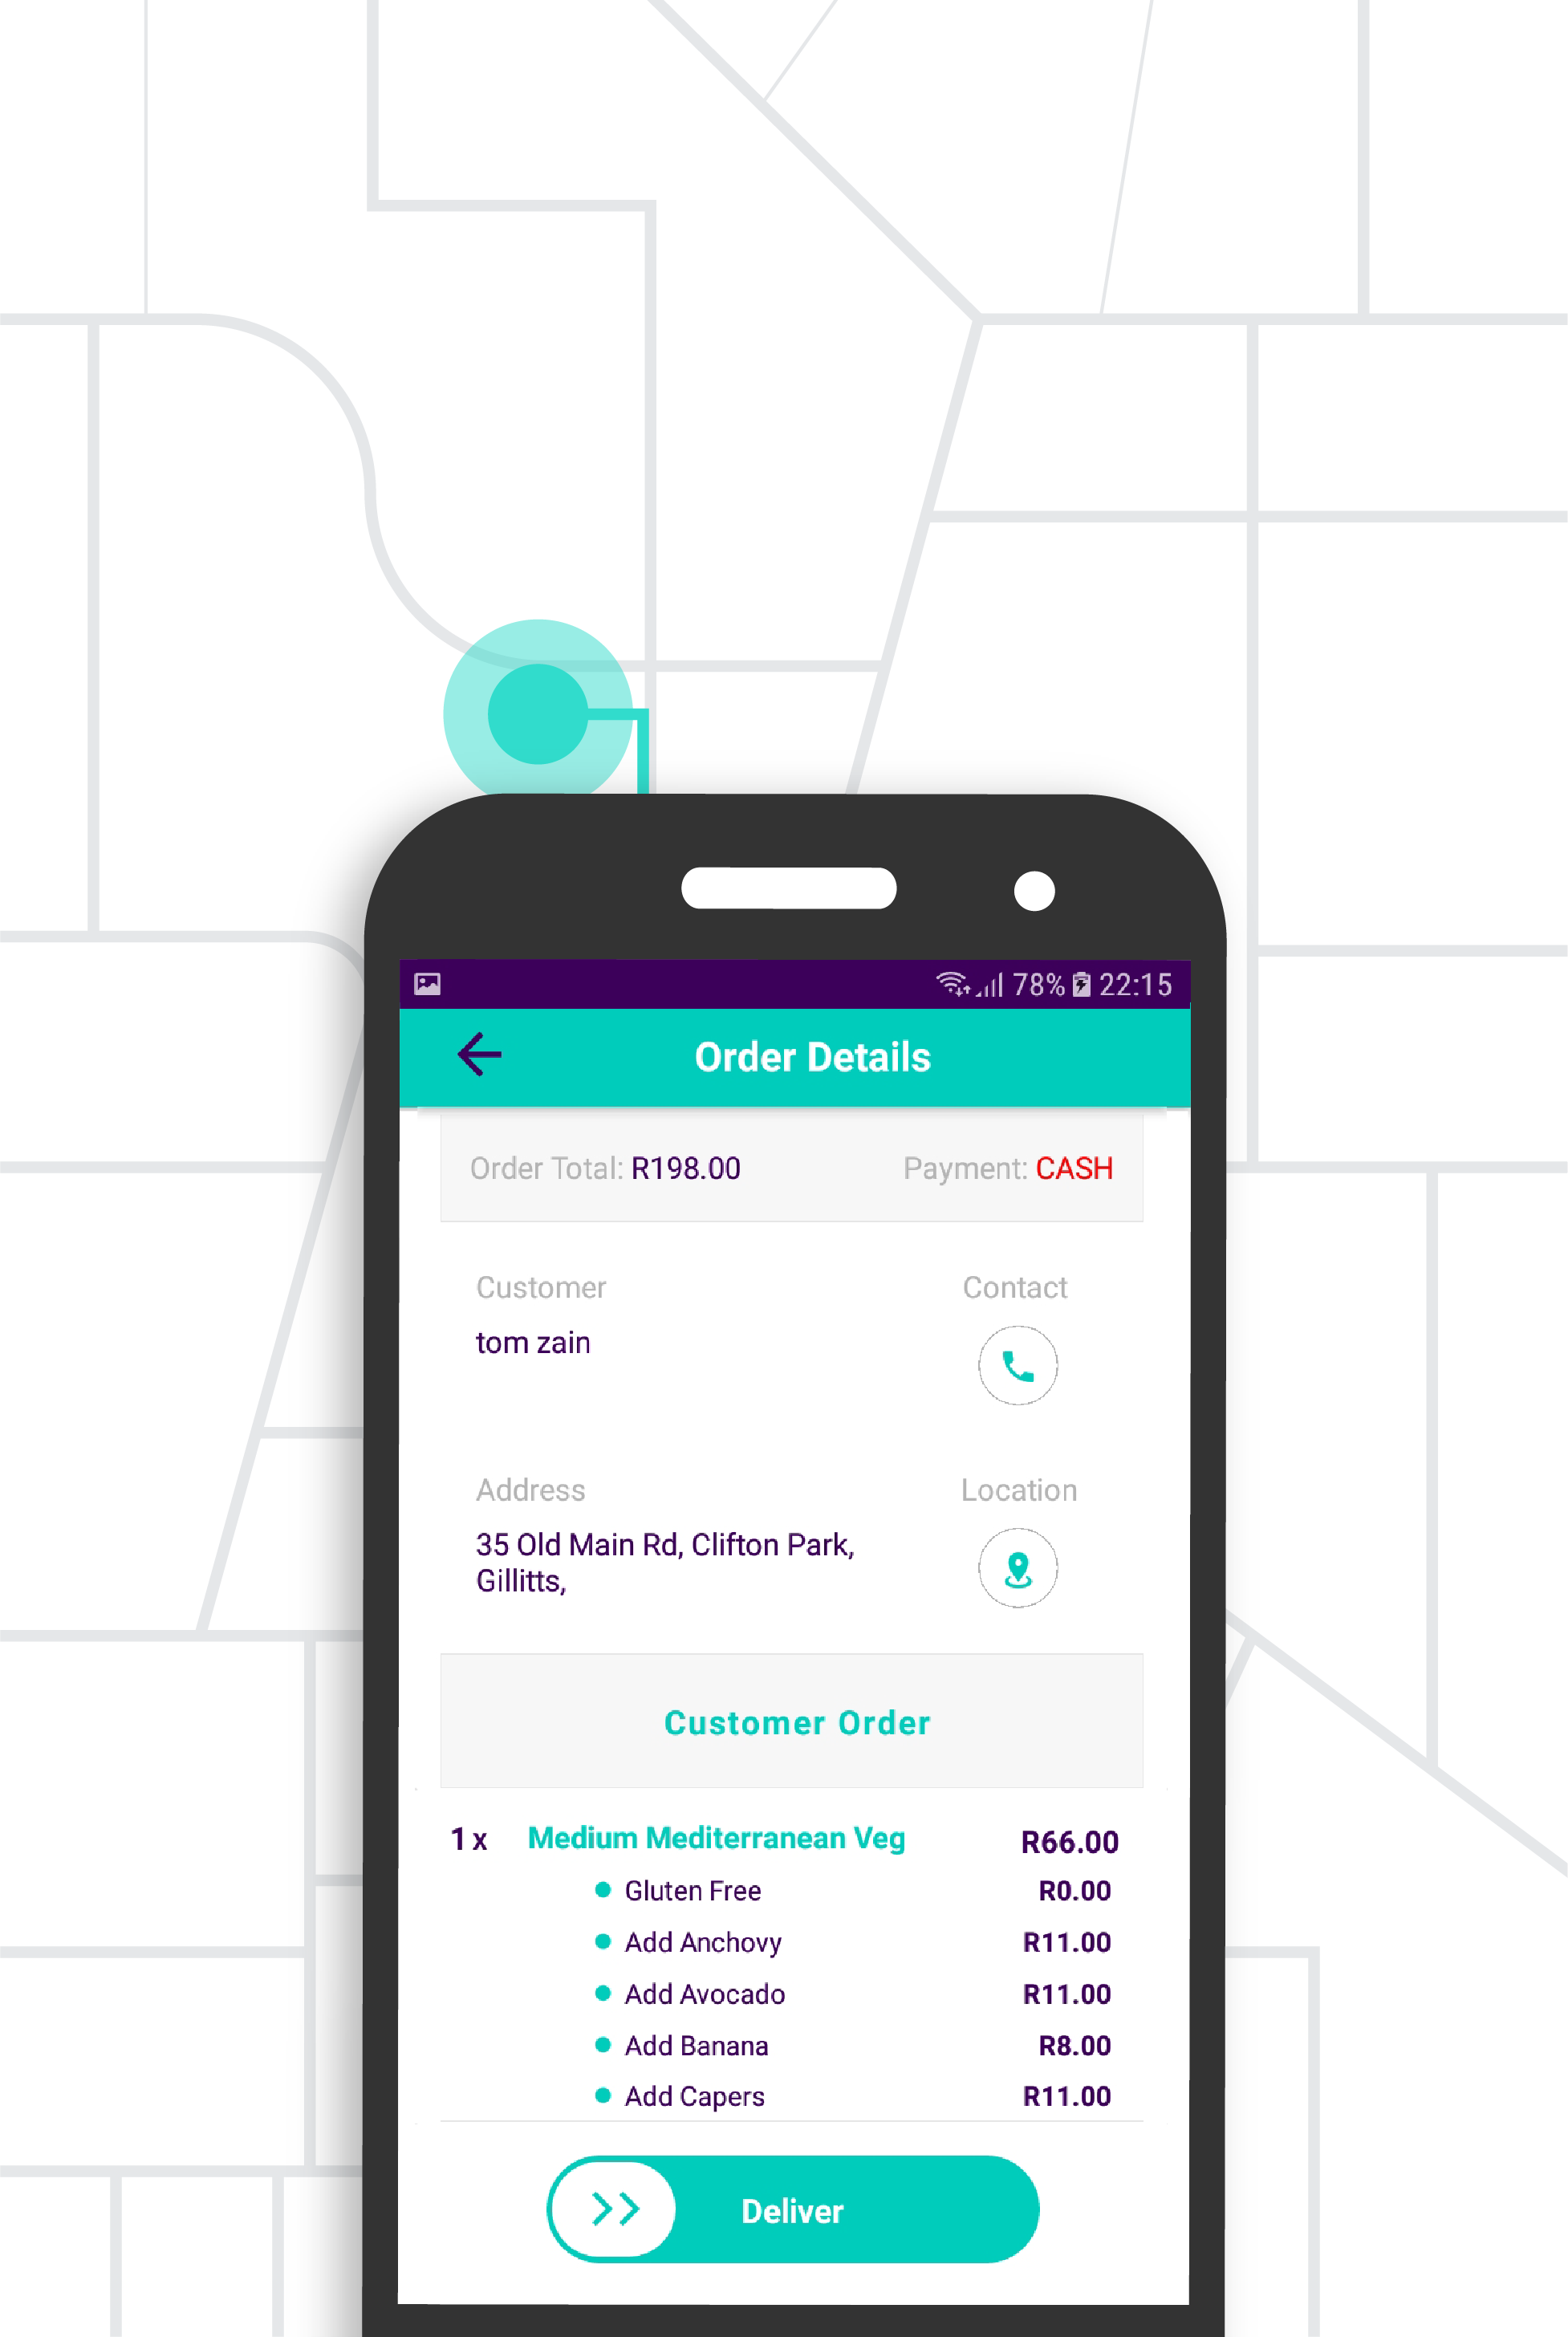 78% 22:15
Order Details
Order Total: R198.00 Payment: CASH
Customer Contact
tom zain
Address Location
35 Old Main Rd, Clifton Park,
Gillitts,
Customer Order
1 x Medium Mediterranean Veg R66.00
Gluten Free R0.00
Add Anchovy R11.00
Add Avocado R11.00
Add Banana R8.00
Add Capers R11.00
Deliver